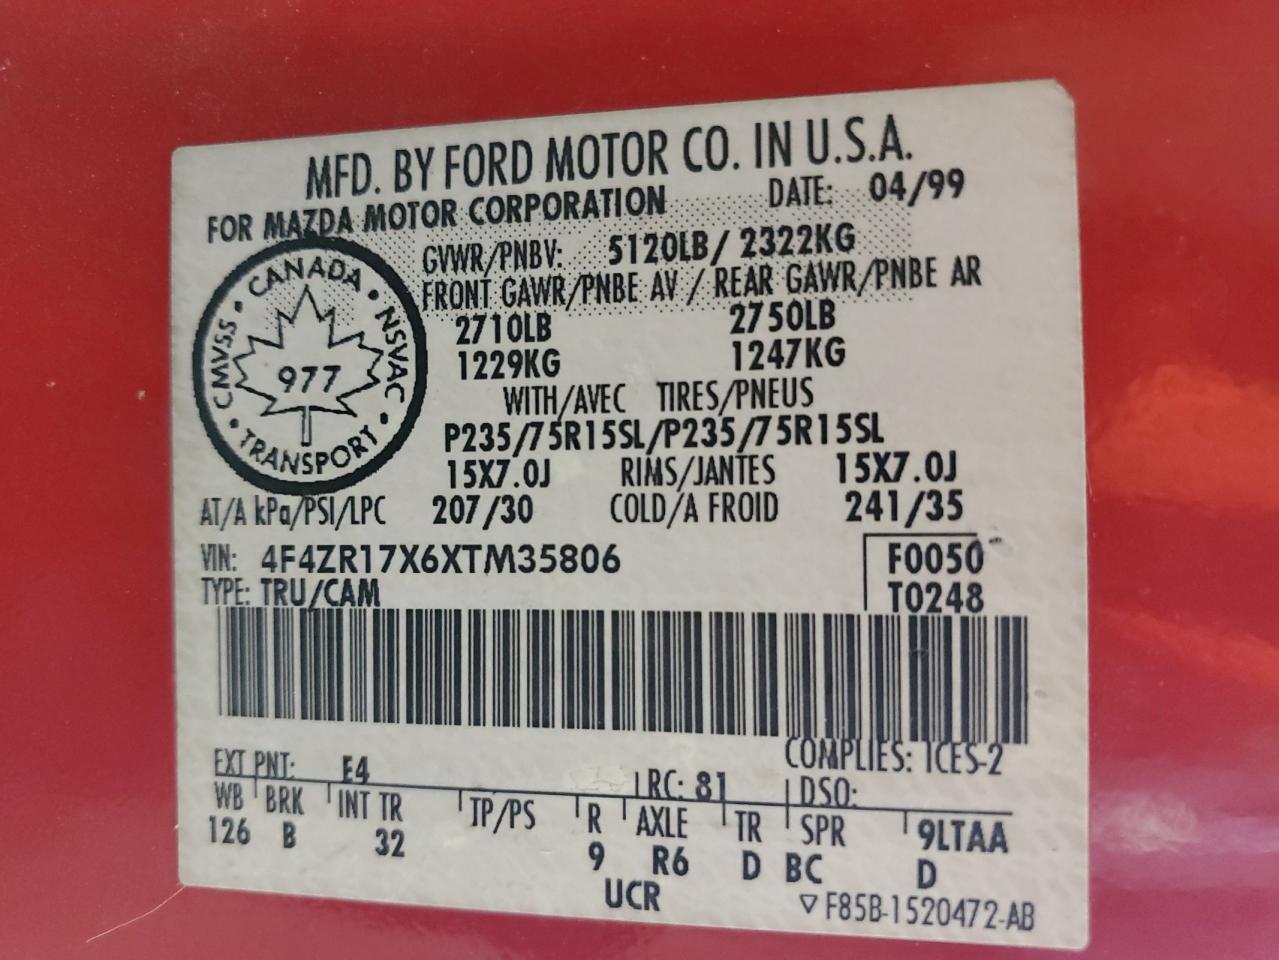 MFD. BY FORD MOTOR CO. IN U.S.A.
FOR MAZDA MOTOR CORPORATION
DATE: 04/99
GVWR/PNBV: 5120LB/ 2322KG
FRONT GAWR/PNBE AV / REAR GAWR/PNBE AR
2710LB 2750LB
1229KG 1247KG
WITH/AVEC TIRES/PNEUS
P235/75R15SL/P235/75R15SL
15X7.0J RIMS/JANTES 15X7.0J
AT/A kPa/PSI/LPC 207/30 COLD/A FROID 241/35
CANADA • NSVAC • TRANSPORT • CMVSS •
977
VIN: 4F4ZR17X6XTM35806
F0050
TYPE: TRU/CAM
T0248
COMPLIES: ICES-2
EXT PNT: E4 RC: 81 DSO:
WB BRK INT TR TP/PS R AXLE TR SPR 9LTAA
126 B 32 9 R6 D BC D
UCR
▽ F85B-1520472-AB